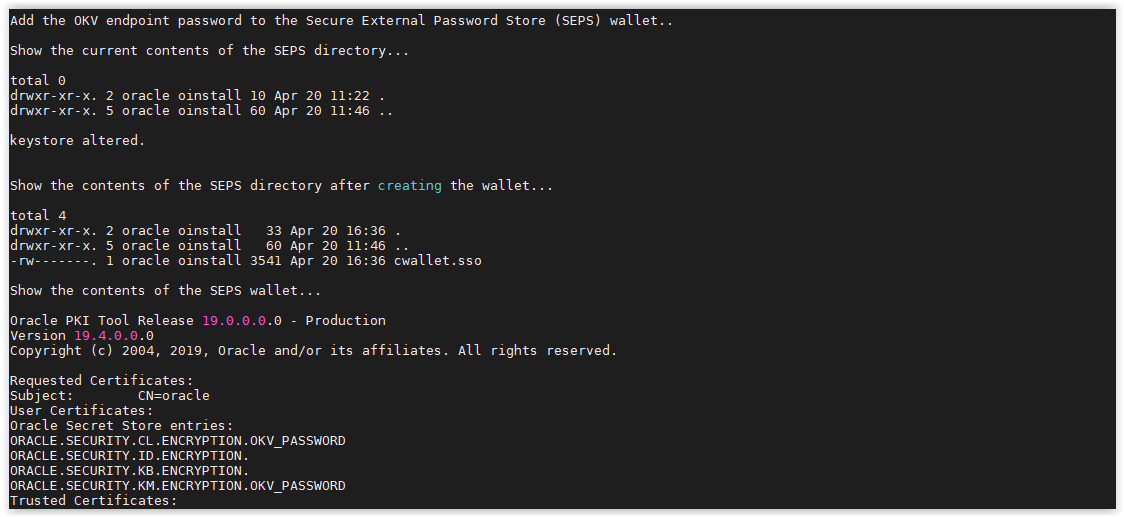 Add the OKV endpoint password to the Secure External Password Store (SEPS) wallet..
Show the current contents of the SEPS directory...
total 0
drwxr-xr-x. 2 oracle oinstall 10 Apr 20 11:22 .
drwxr-xr-x. 5 oracle oinstall 60 Apr 20 11:46 ..
keystore altered.
Show the contents of the SEPS directory after creating the wallet...
total 4
drwxr-xr-x. 2 oracle oinstall   33 Apr 20 16:36 .
drwxr-xr-x. 5 oracle oinstall   60 Apr 20 11:46 ..
-rw-------. 1 oracle oinstall 3541 Apr 20 16:36 cwallet.sso
Show the contents of the SEPS wallet...
Oracle PKI Tool Release 19.0.0.0.0 - Production
Version 19.4.0.0.0
Copyright (c) 2004, 2019, Oracle and/or its affiliates. All rights reserved.
Requested Certificates:
Subject:        CN=oracle
User Certificates:
Oracle Secret Store entries:
ORACLE.SECURITY.CL.ENCRYPTION.OKV_PASSWORD
ORACLE.SECURITY.ID.ENCRYPTION.
ORACLE.SECURITY.KB.ENCRYPTION.
ORACLE.SECURITY.KM.ENCRYPTION.OKV_PASSWORD
Trusted Certificates: